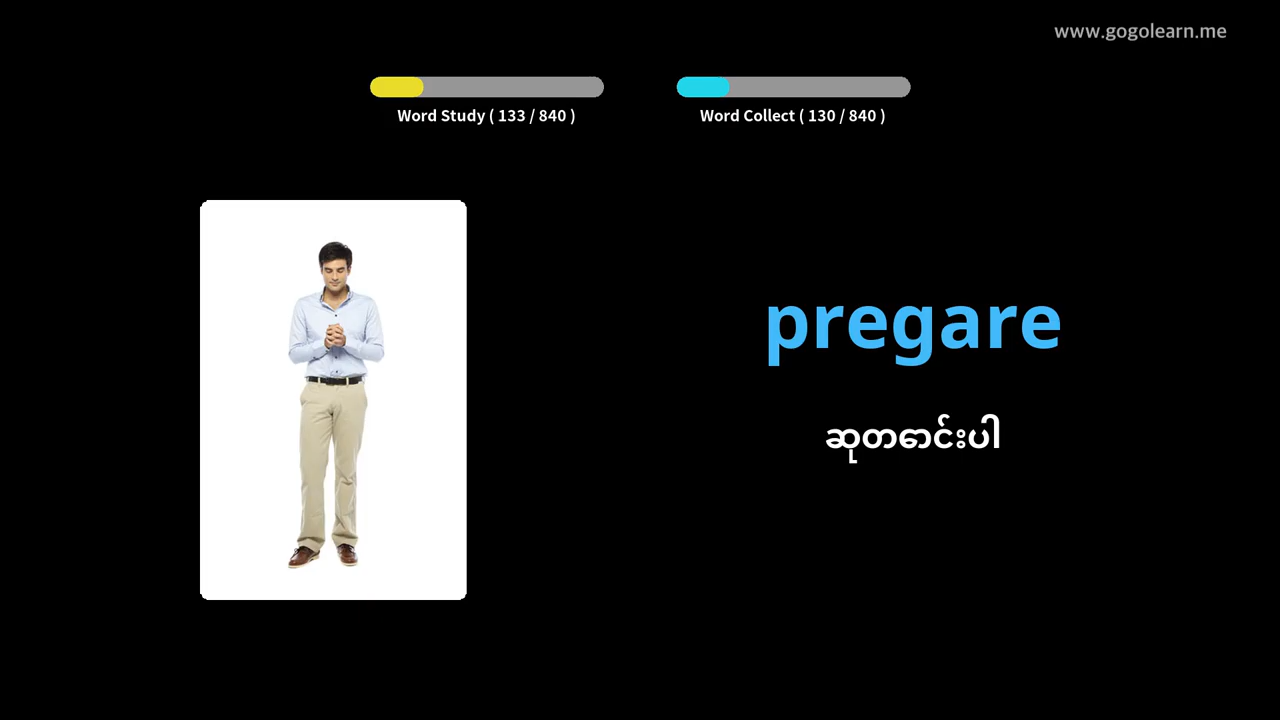 www.gogolearn.me
Word Study ( 133 / 840 )
Word Collect ( 130 / 840 )
pregare
ဆုတောင်းပါ